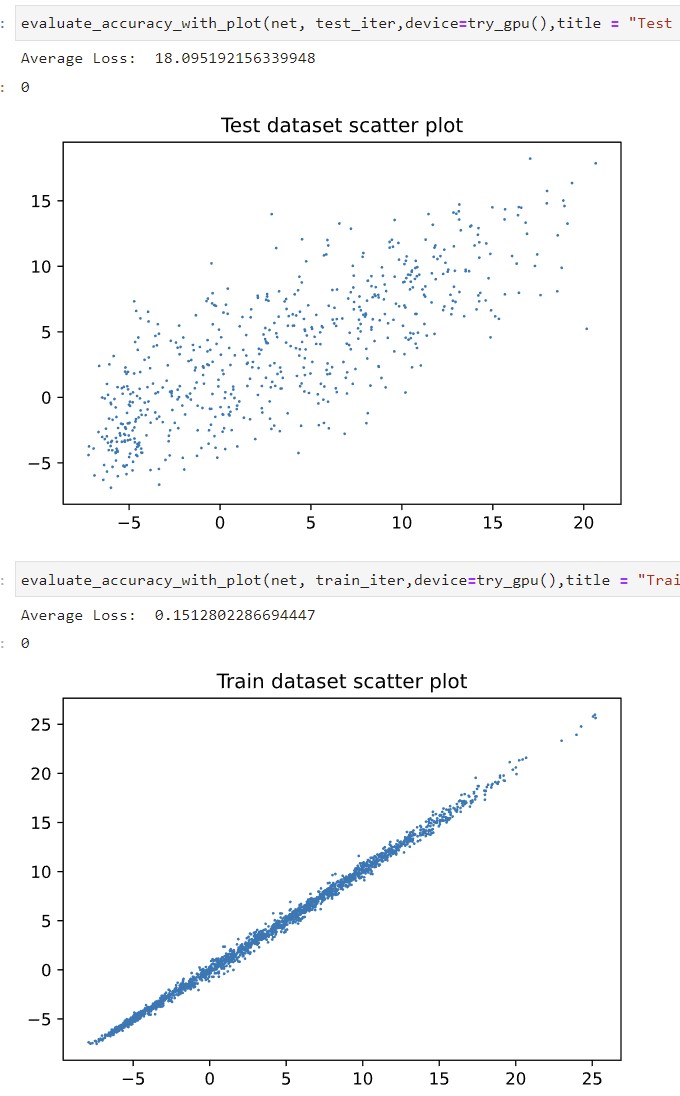 : evaluate_accuracy_with_plot(net, test_iter,device=try_gpu(),title = "Test
Average Loss:  18.095192156339948
: 0
Test dataset scatter plot
15
10
5
0
−5
−5 0 5 10 15 20
: evaluate_accuracy_with_plot(net, train_iter,device=try_gpu(),title = "Trai
Average Loss:  0.1512802286694447
: 0
Train dataset scatter plot
25
20
15
10
5
0
−5
−5 0 5 10 15 20 25